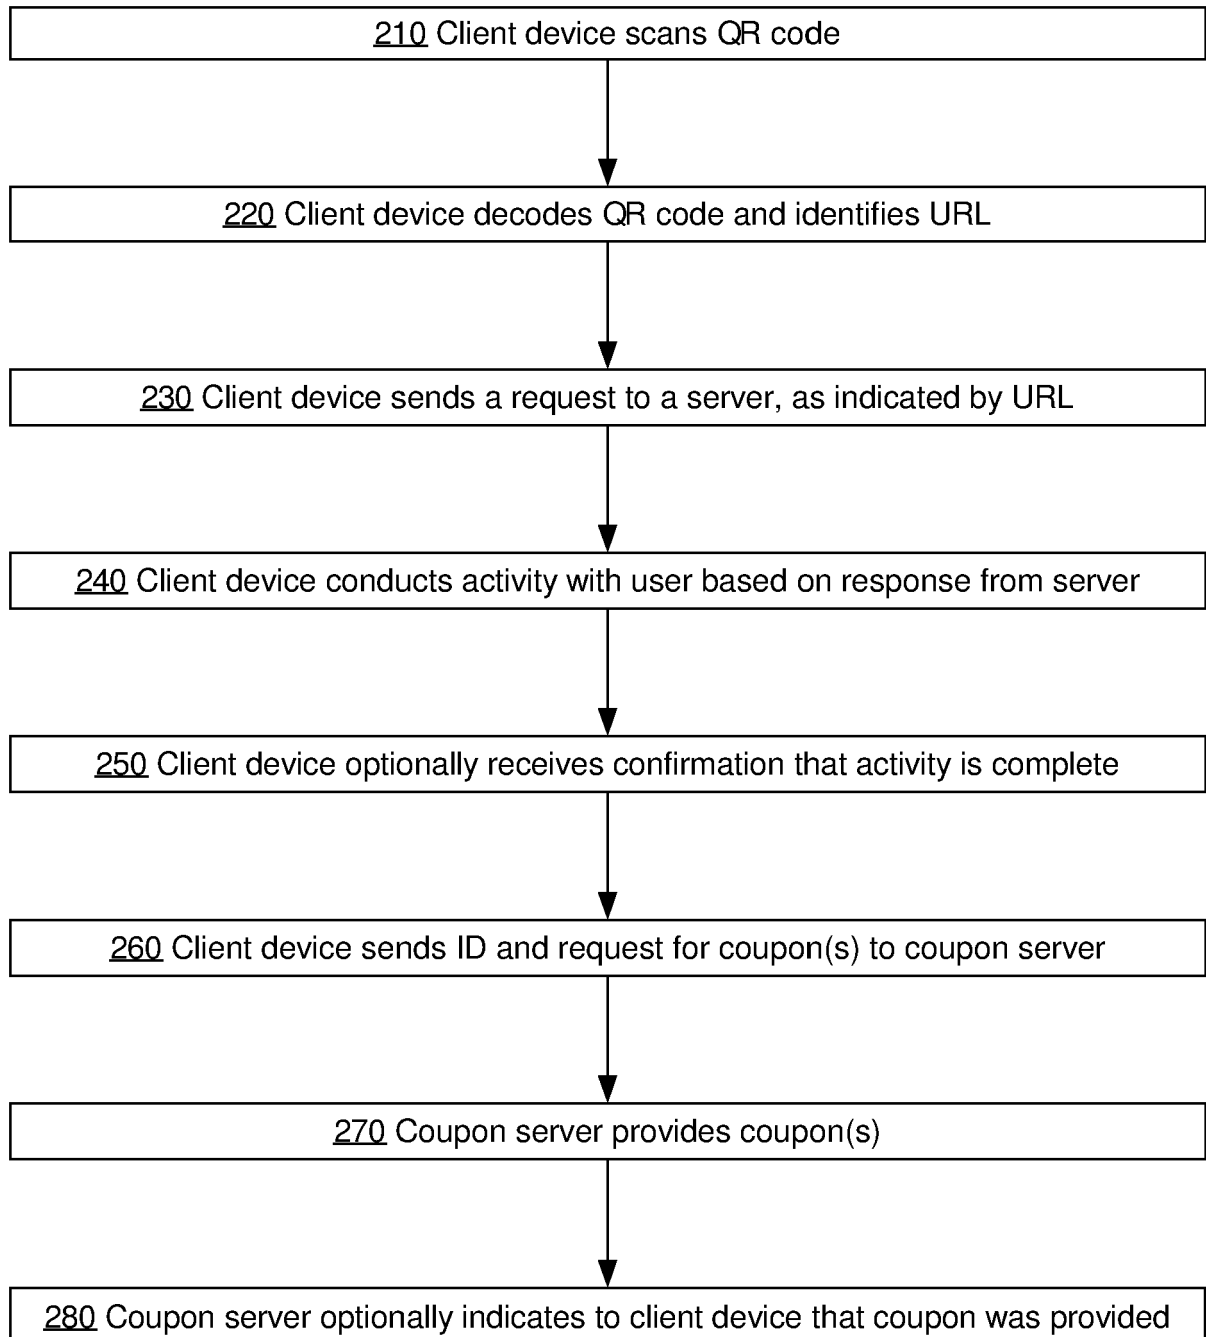 210 Client device scans QR code
220 Client device decodes QR code and identifies URL
230 Client device sends a request to a server, as indicated by URL
240 Client device conducts activity with user based on response from server
250 Client device optionally receives confirmation that activity is complete
260 Client device sends ID and request for coupon(s) to coupon server
270 Coupon server provides coupon(s)
280 Coupon server optionally indicates to client device that coupon was provided